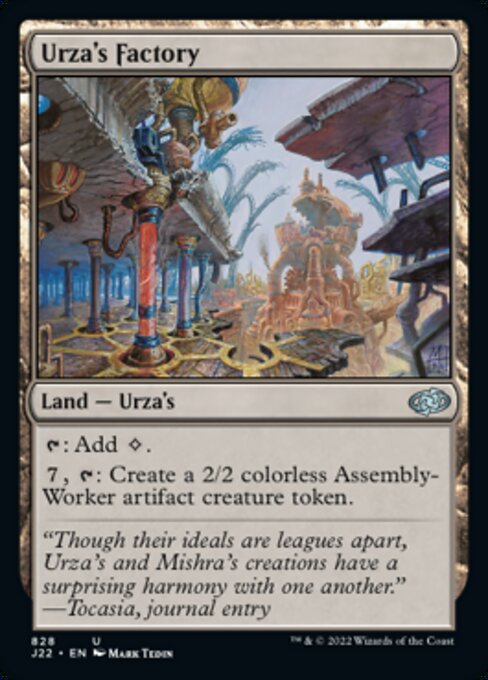 Urza's Factory
Land — Urza's
: Add .
7, : Create a 2/2 colorless Assembly-
Worker artifact creature token.
“Though their ideals are leagues apart,
Urza's and Mishra's creations have a
surprising harmony with one another.”
—Tocasia, journal entry
828 U
J22 • EN Mark Tedin
™ & © 2022 Wizards of the Coast